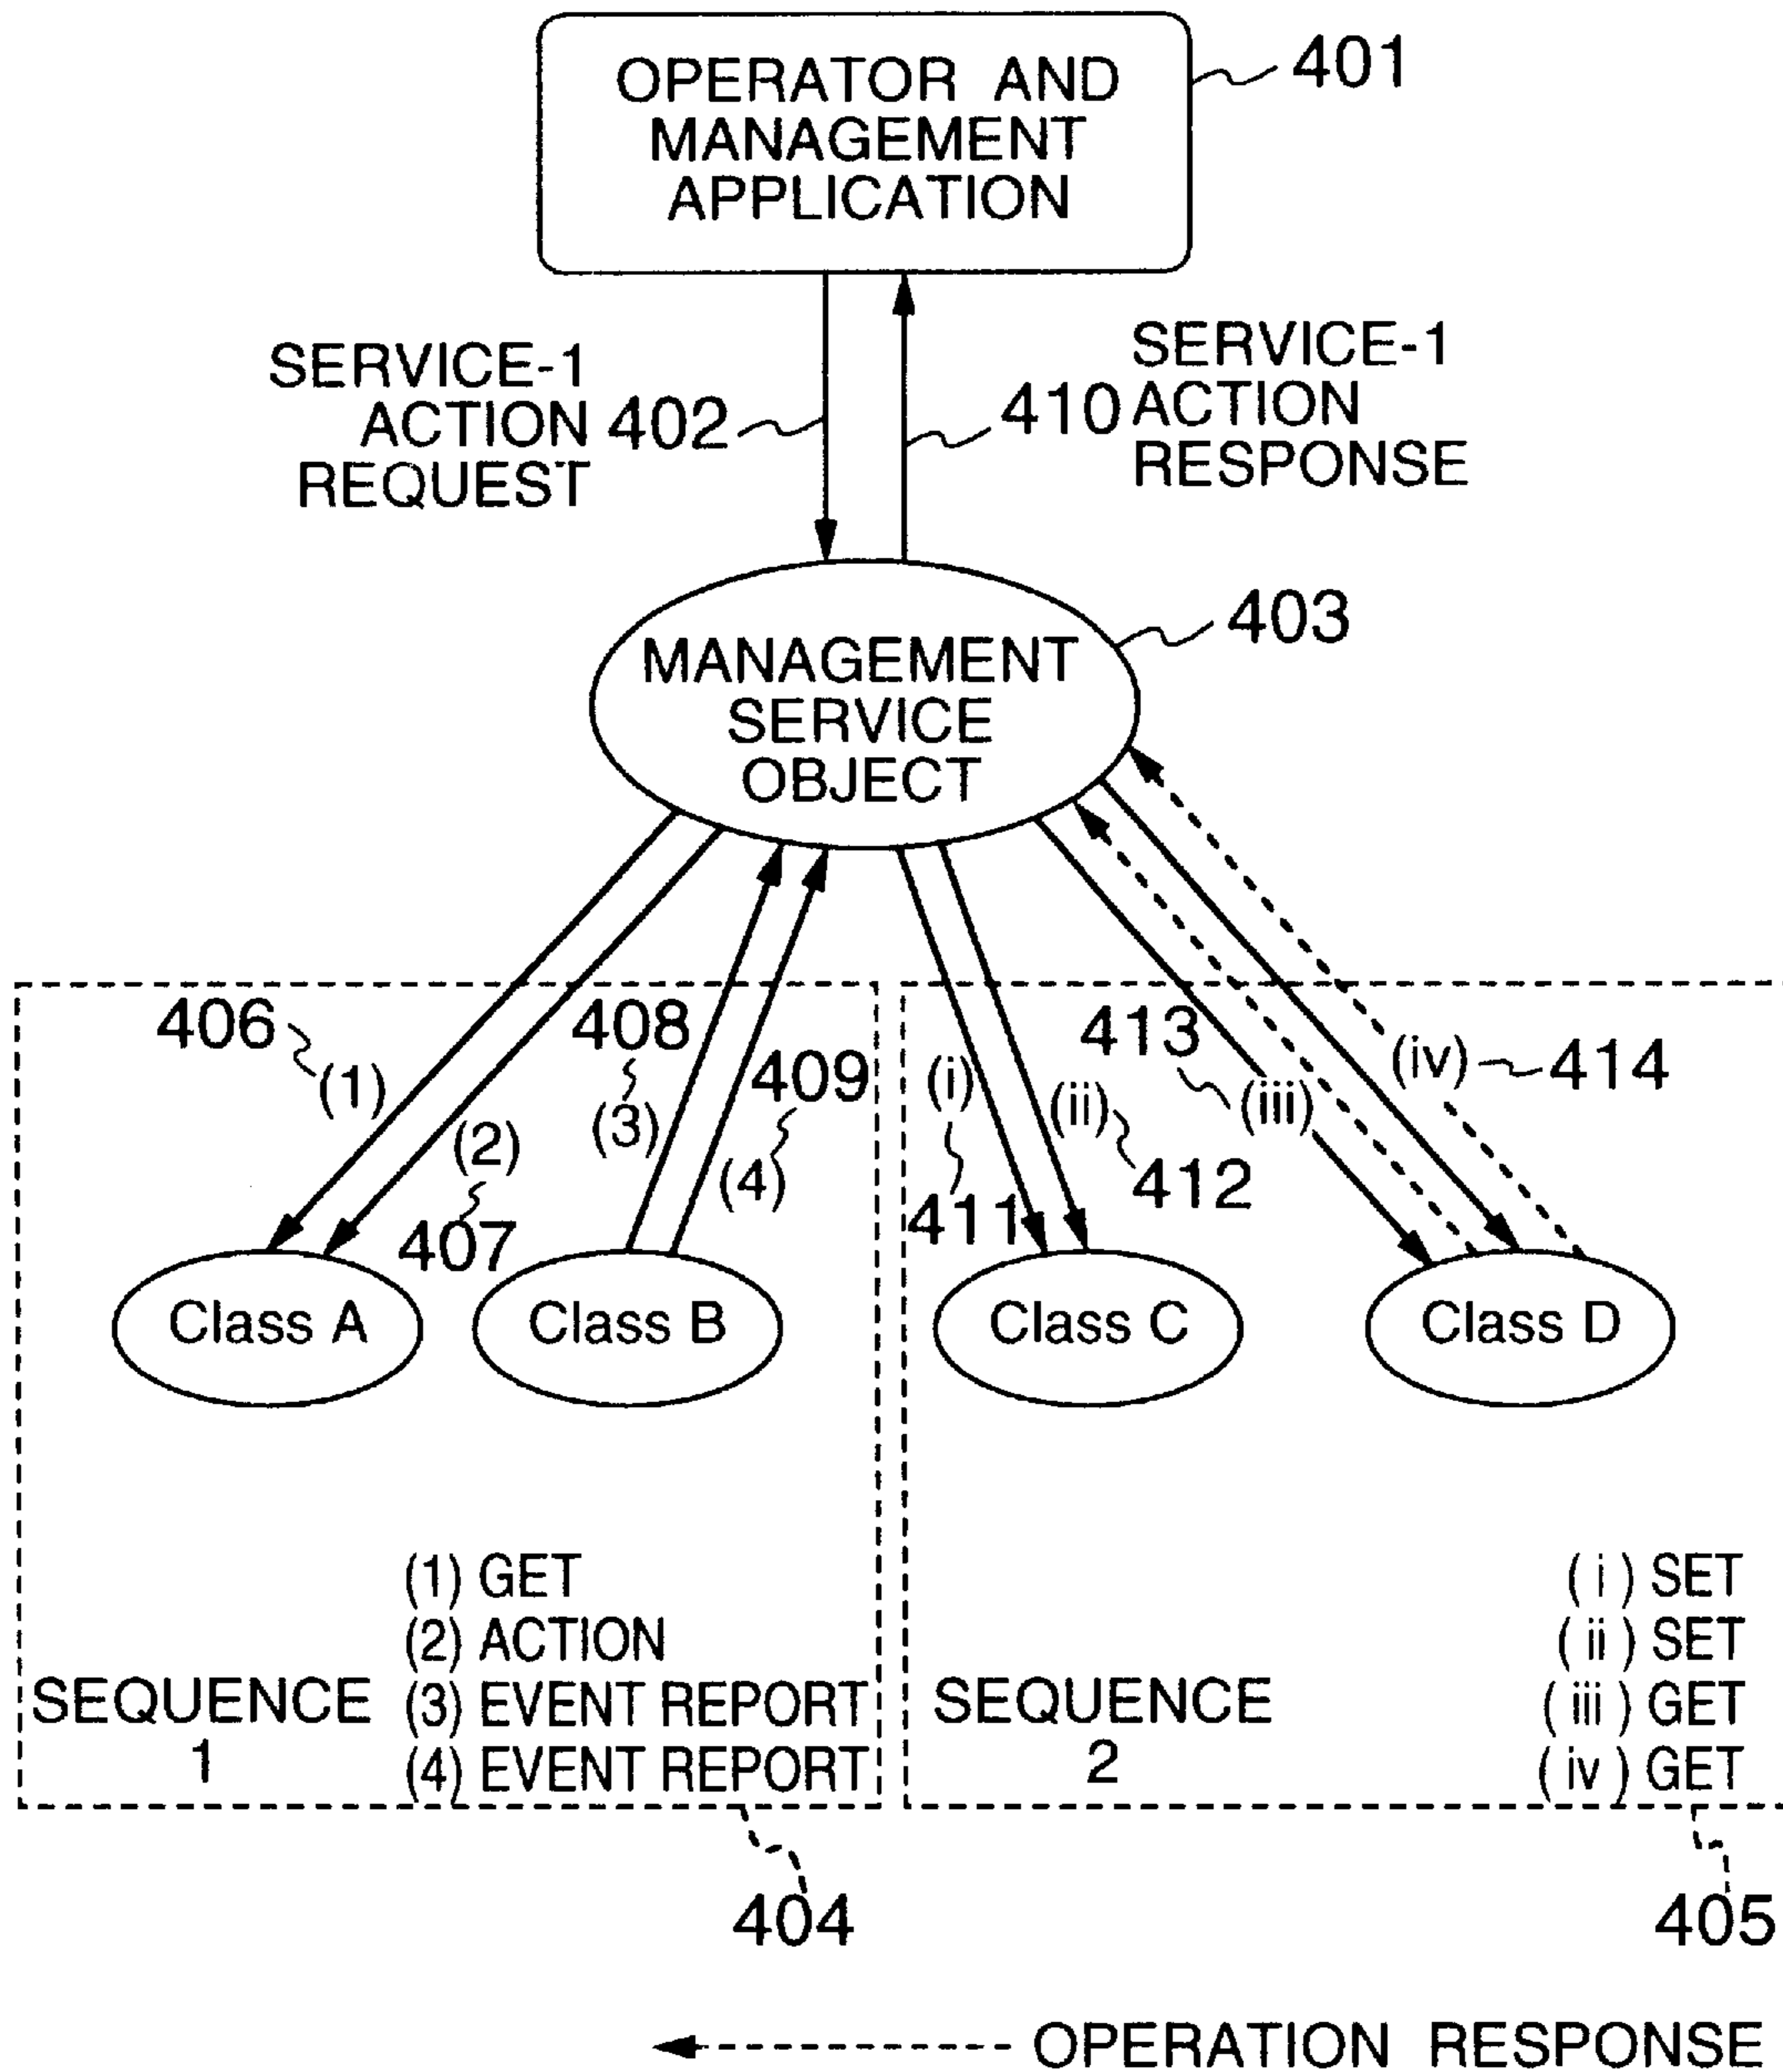 OPERATOR AND
MANAGEMENT
APPLICATION
401
SERVICE-1
ACTION
REQUEST
402
410
SERVICE-1
ACTION
RESPONSE
MANAGEMENT
SERVICE
OBJECT
403
406
(1)
(2)
407
408
(3)
409
(4)
(i)
411
(ii)
412
413
(iii)
(iv)
414
Class A
Class B
Class C
Class D
SEQUENCE
1
(1) GET
(2) ACTION
(3) EVENT REPORT
(4) EVENT REPORT
SEQUENCE
2
( i ) SET
( ii ) SET
( iii ) GET
( iv ) GET
404
405
OPERATION RESPONSE